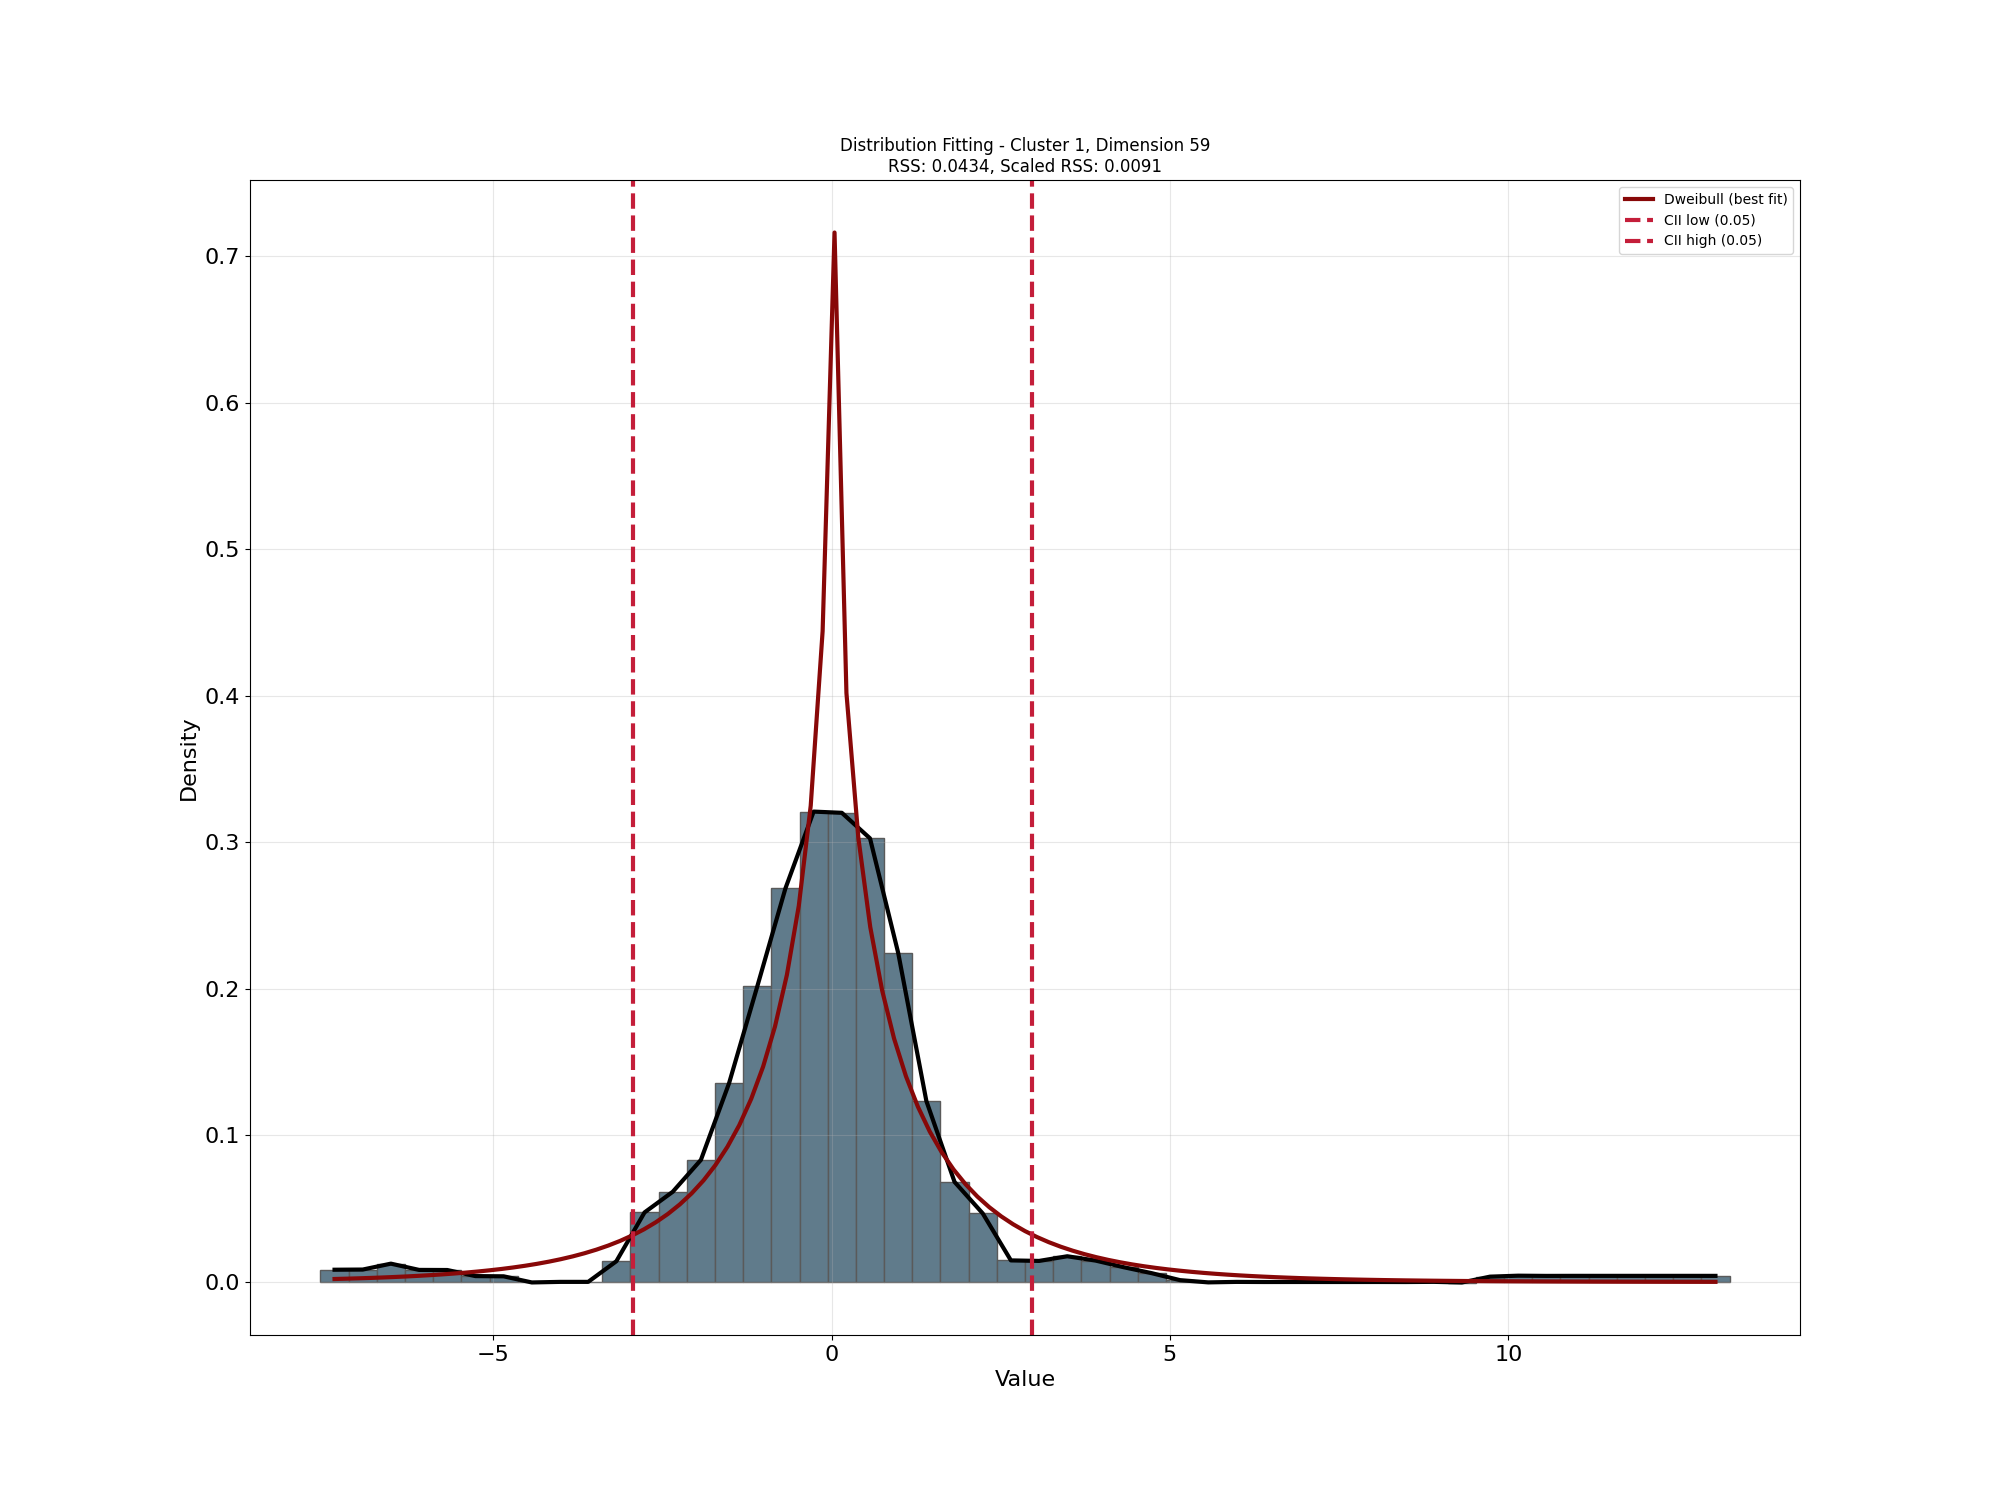 Distribution Fitting - Cluster 1, Dimension 59
RSS: 0.0434, Scaled RSS: 0.0091
Dweibull (best fit)
CII low (0.05)
CII high (0.05)
0.7
0.6
0.5
0.4
0.3
0.2
0.1
0.0
Density
−5
0
5
10
Value